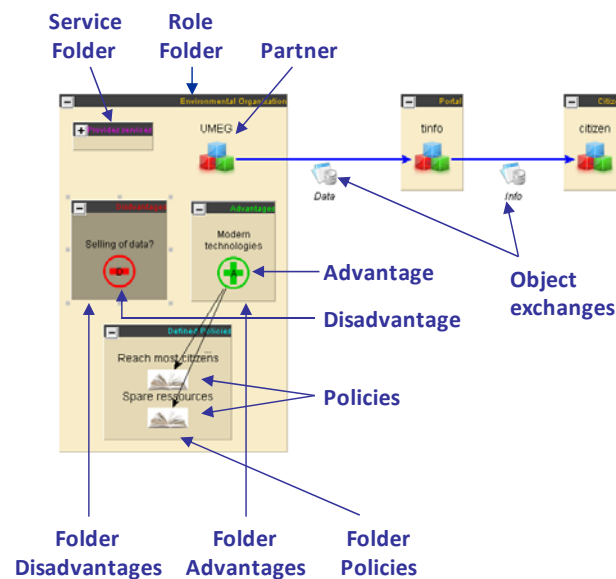 Service
Folder
Role
Folder
Partner
Environmental Organization
Portal
Citiz
Provided services
UMEG
tinfo
citizen
Data
Info
Advantages
Selling of data?
D
Modern
technologies
A
Advantage
Disadvantage
Object
exchanges
Defined Policies
Reach most citizens
Spare ressources
Policies
Folder
Disadvantages
Folder
Advantages
Folder
Policies